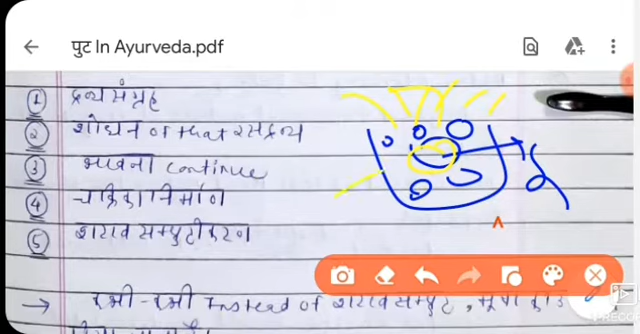 पुट In Ayurveda.pdf
① द्रव्य संग्रह
② शोधन of that रसद्रव्य
③ भावना continue
④ चक्रिका निर्माण
⑤ शराव सम्पुटीकरण
→ कभी-कभी Instead of शराव सम्पुट,